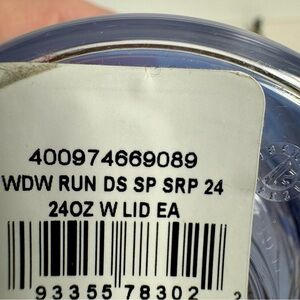 400974669089
WDW RUN DS SP SRP 24
24OZ W LID EA
93355 78302